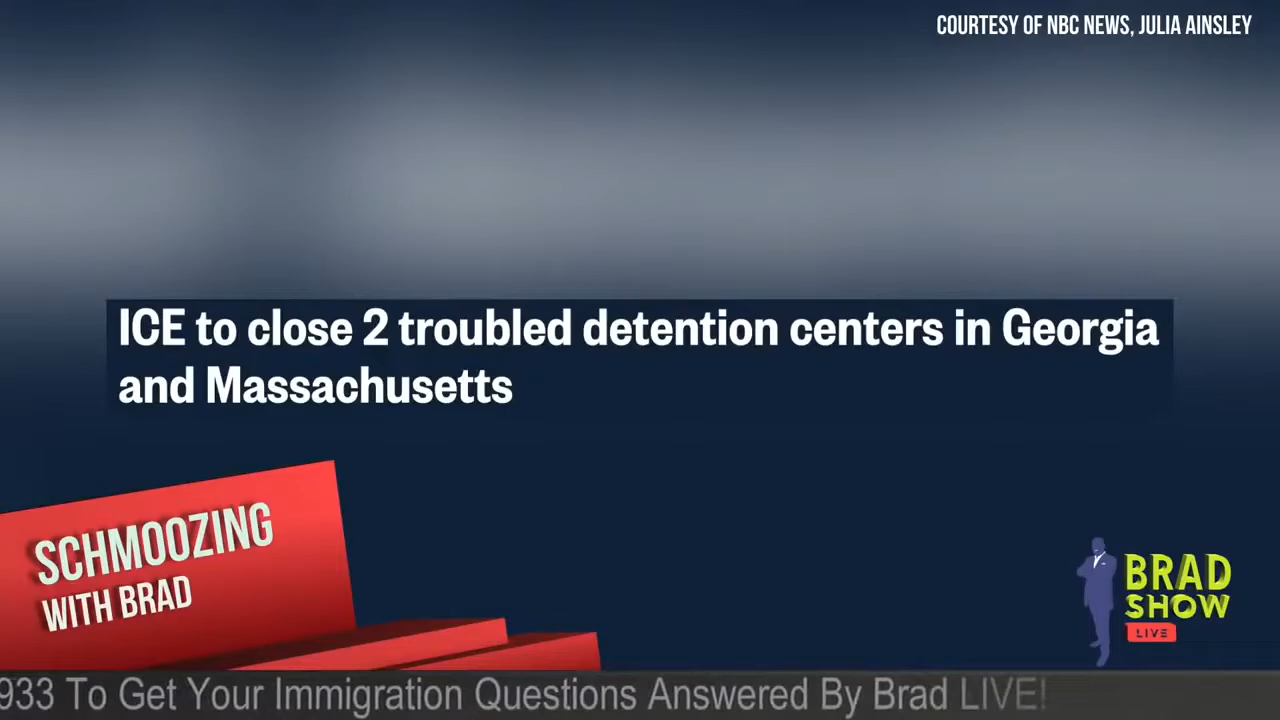 COURTESY OF NBC NEWS, JULIA AINSLEY
ICE to close 2 troubled detention centers in Georgia
and Massachusetts
SCHMOOZING
WITH BRAD
BRAD
SHOW
LIVE
933 To Get Your Immigration Questions Answered By Brad LIVE!